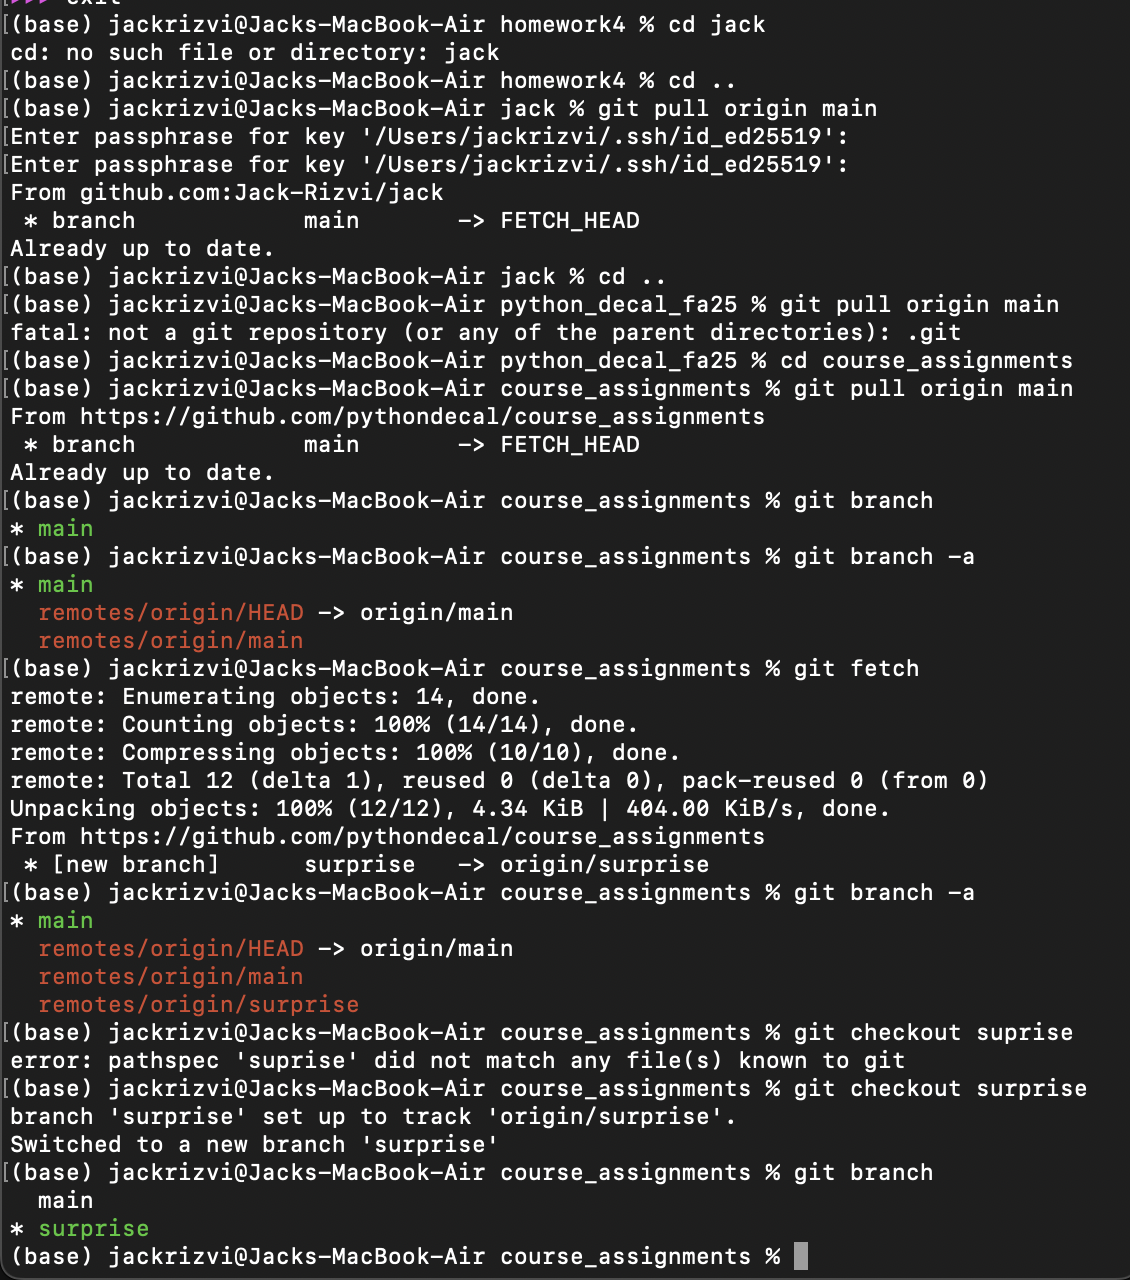 >>> exit
[(base) jackrizvi@Jacks-MacBook-Air homework4 % cd jack
cd: no such file or directory: jack
[(base) jackrizvi@Jacks-MacBook-Air homework4 % cd ..
[(base) jackrizvi@Jacks-MacBook-Air jack % git pull origin main
[Enter passphrase for key '/Users/jackrizvi/.ssh/id_ed25519':
[Enter passphrase for key '/Users/jackrizvi/.ssh/id_ed25519':
From github.com:Jack-Rizvi/jack
 * branch            main       -> FETCH_HEAD
Already up to date.
[(base) jackrizvi@Jacks-MacBook-Air jack % cd ..
[(base) jackrizvi@Jacks-MacBook-Air python_decal_fa25 % git pull origin main
fatal: not a git repository (or any of the parent directories): .git
[(base) jackrizvi@Jacks-MacBook-Air python_decal_fa25 % cd course_assignments
[(base) jackrizvi@Jacks-MacBook-Air course_assignments % git pull origin main
From https://github.com/pythondecal/course_assignments
 * branch            main       -> FETCH_HEAD
Already up to date.
[(base) jackrizvi@Jacks-MacBook-Air course_assignments % git branch
* main
[(base) jackrizvi@Jacks-MacBook-Air course_assignments % git branch -a
* main
  remotes/origin/HEAD -> origin/main
  remotes/origin/main
[(base) jackrizvi@Jacks-MacBook-Air course_assignments % git fetch
remote: Enumerating objects: 14, done.
remote: Counting objects: 100% (14/14), done.
remote: Compressing objects: 100% (10/10), done.
remote: Total 12 (delta 1), reused 0 (delta 0), pack-reused 0 (from 0)
Unpacking objects: 100% (12/12), 4.34 KiB | 404.00 KiB/s, done.
From https://github.com/pythondecal/course_assignments
 * [new branch]      surprise   -> origin/surprise
[(base) jackrizvi@Jacks-MacBook-Air course_assignments % git branch -a
* main
  remotes/origin/HEAD -> origin/main
  remotes/origin/main
  remotes/origin/surprise
[(base) jackrizvi@Jacks-MacBook-Air course_assignments % git checkout suprise
error: pathspec 'suprise' did not match any file(s) known to git
[(base) jackrizvi@Jacks-MacBook-Air course_assignments % git checkout surprise
branch 'surprise' set up to track 'origin/surprise'.
Switched to a new branch 'surprise'
[(base) jackrizvi@Jacks-MacBook-Air course_assignments % git branch
  main
* surprise
(base) jackrizvi@Jacks-MacBook-Air course_assignments %